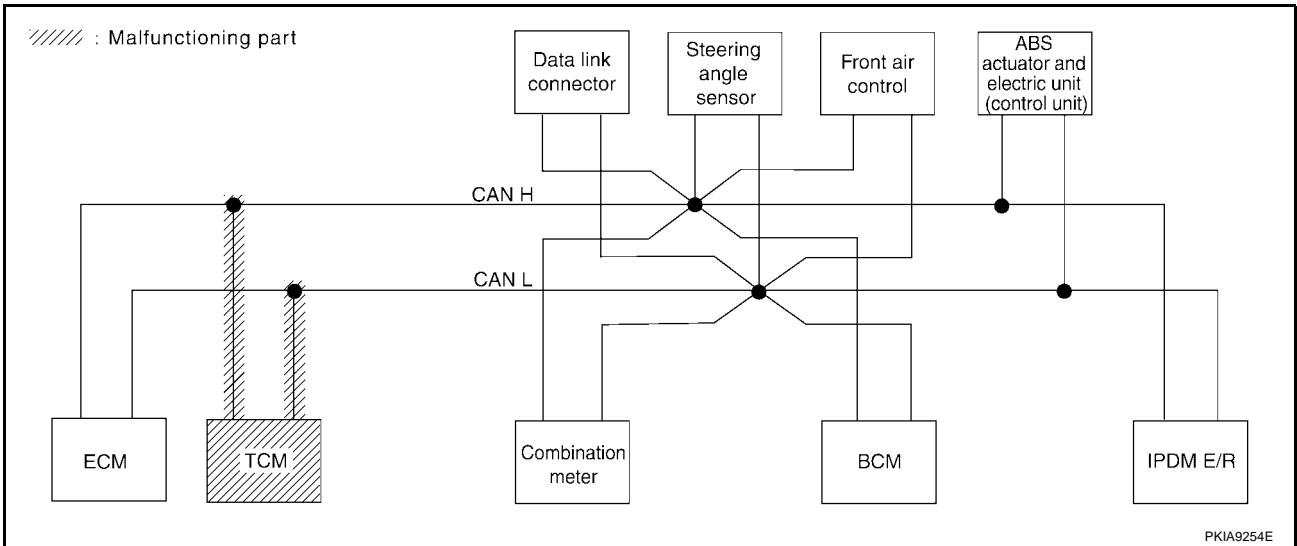 : Malfunctioning part
Data link
connector
Steering
angle
sensor
Front air
control
ABS
actuator and
electric unit
(control unit)
CAN H
CAN L
ECM
TCM
Combination
meter
BCM
IPDM E/R
PKIA9254E